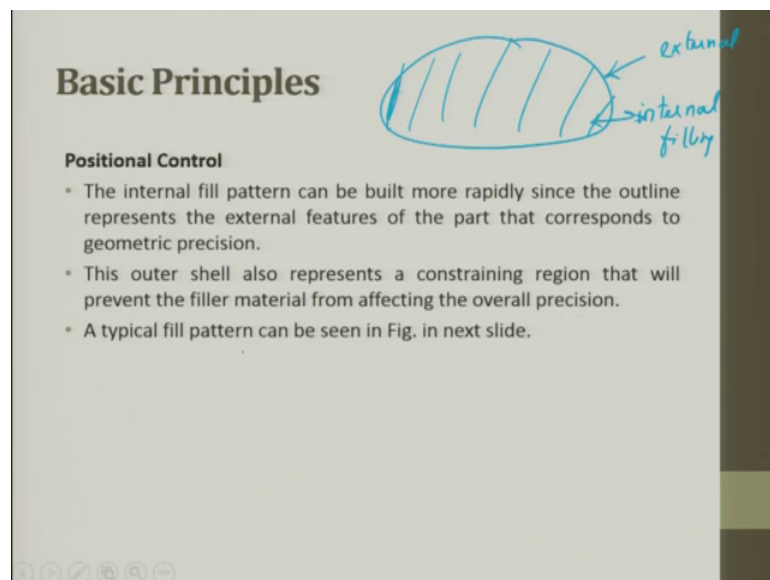 Basic Principles
external
internal
filling
Positional Control
• The internal fill pattern can be built more rapidly since the outline
represents the external features of the part that corresponds to
geometric precision.
• This outer shell also represents a constraining region that will
prevent the filler material from affecting the overall precision.
• A typical fill pattern can be seen in Fig. in next slide.